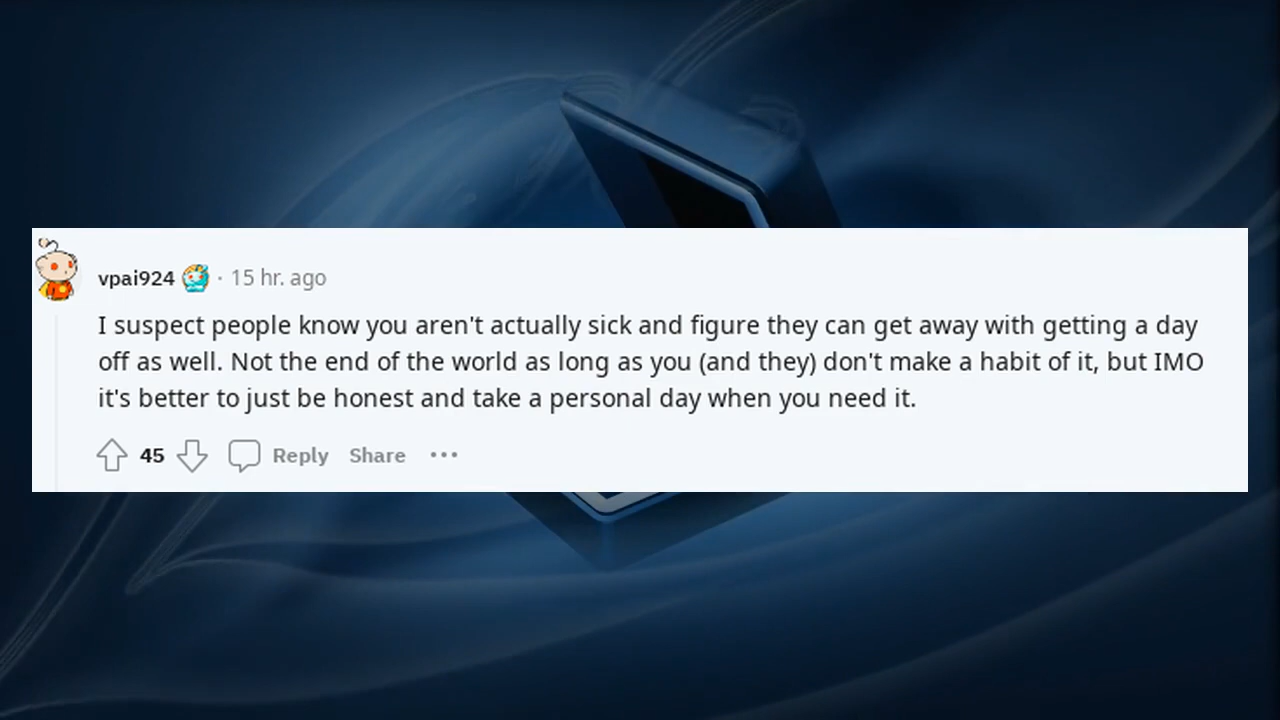 vpai924 · 15 hr. ago
I suspect people know you aren't actually sick and figure they can get away with getting a day
off as well. Not the end of the world as long as you (and they) don't make a habit of it, but IMO
it's better to just be honest and take a personal day when you need it.
45 Reply Share ···